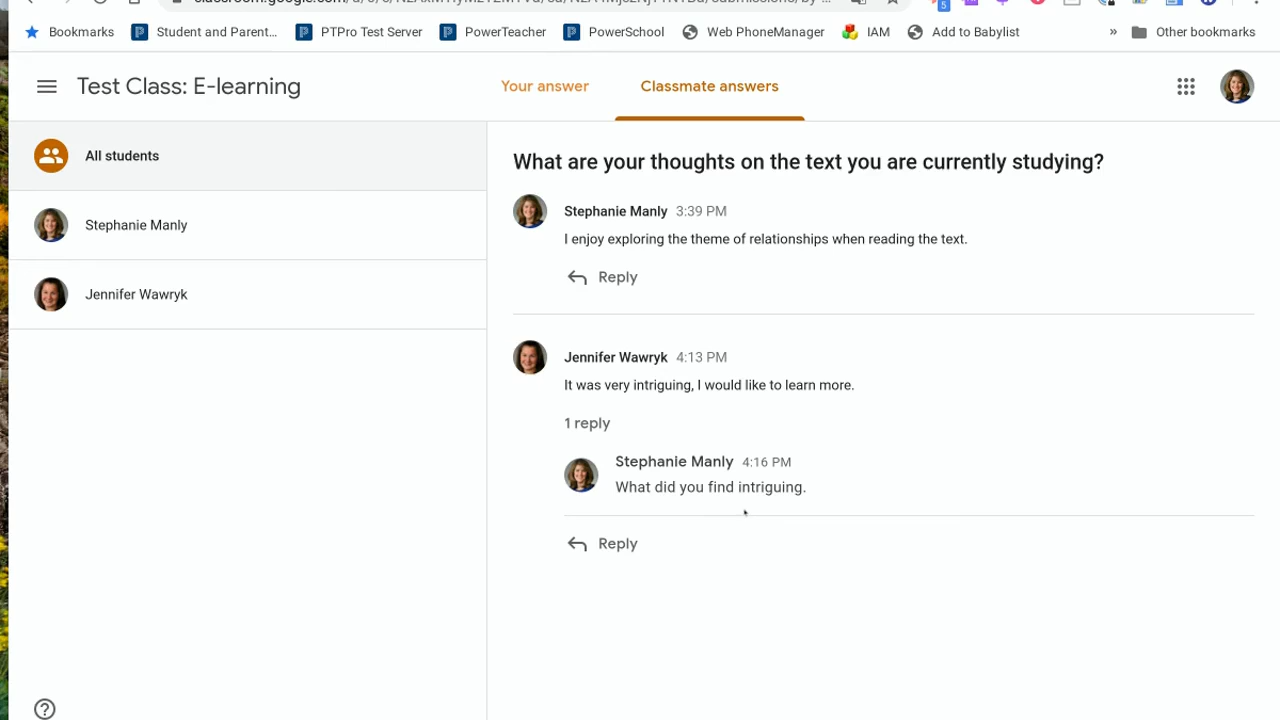 classroom.google.com
5
Bookmarks Student and Parent... PTPro Test Server PowerTeacher PowerSchool Web PhoneManager IAM Add to Babylist » Other bookmarks
Test Class: E-learning Your answer Classmate answers
All students
Stephanie Manly
Jennifer Wawryk
What are your thoughts on the text you are currently studying?
Stephanie Manly 3:39 PM
I enjoy exploring the theme of relationships when reading the text.
Reply
Jennifer Wawryk 4:13 PM
It was very intriguing, I would like to learn more.
1 reply
Stephanie Manly 4:16 PM
What did you find intriguing.
Reply